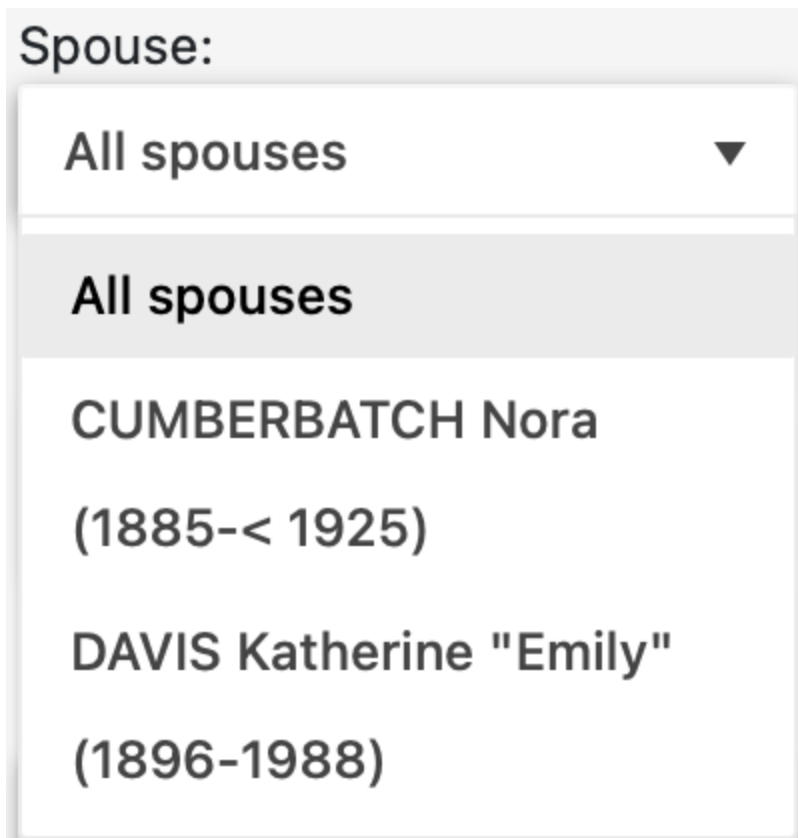 Spouse:
All spouses
All spouses
CUMBERBATCH Nora
(1885-< 1925)
DAVIS Katherine "Emily"
(1896-1988)